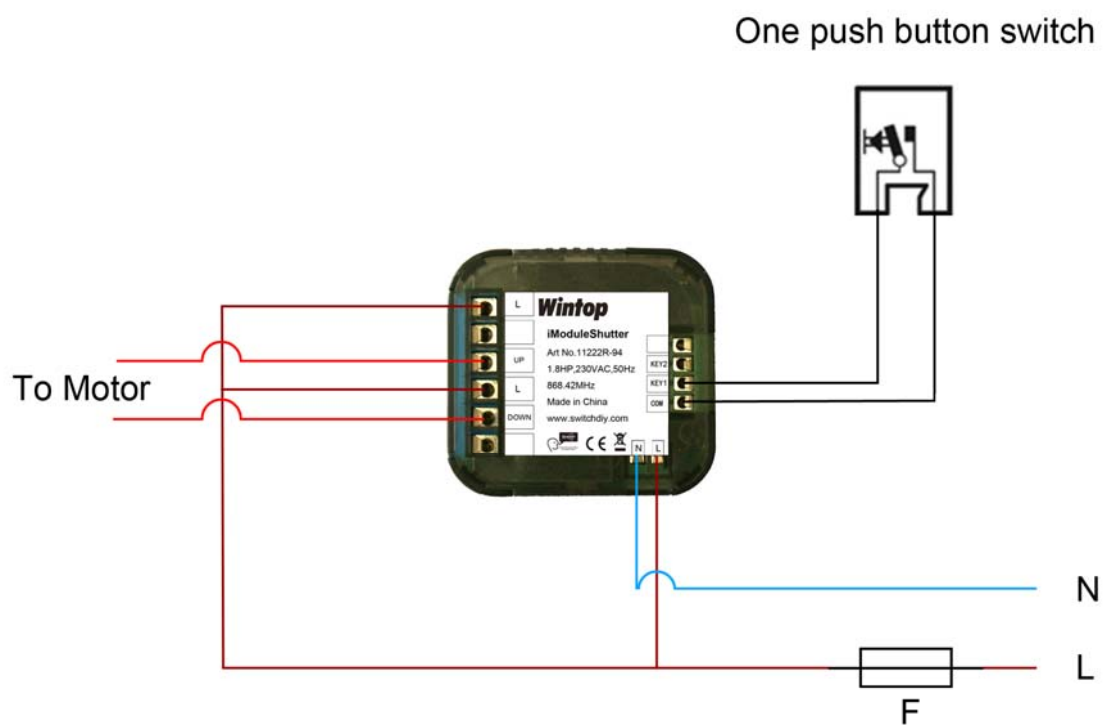 One push button switch
To Motor
L
UP
L
DOWN
Wintop
iModuleShutter
Art No.11222R-94
1.8HP,230VAC,50Hz
868.42MHz
Made in China
www.switchdiy.com
CE
KEY2
KEY1
COM
N L
N
L
F